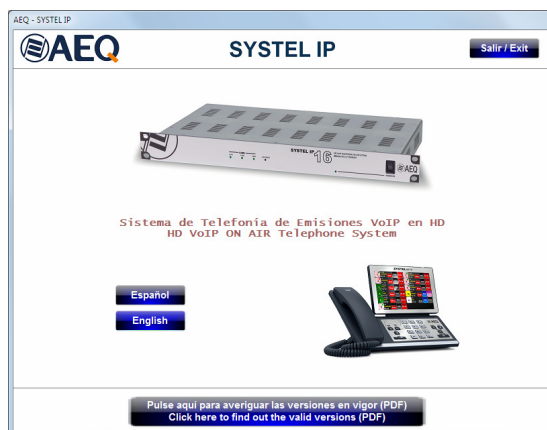 AEQ - SYSTEL IP
AEQ
SYSTEL IP
Salir / Exit
SYSTEL IP 16
AEQ
Sistema de Telefonía de Emisiones VoIP en HD
HD VoIP ON AIR Telephone System
Español
English
Pulse aquí para averiguar las versiones en vigor (PDF)
Click here to find out the valid versions (PDF)